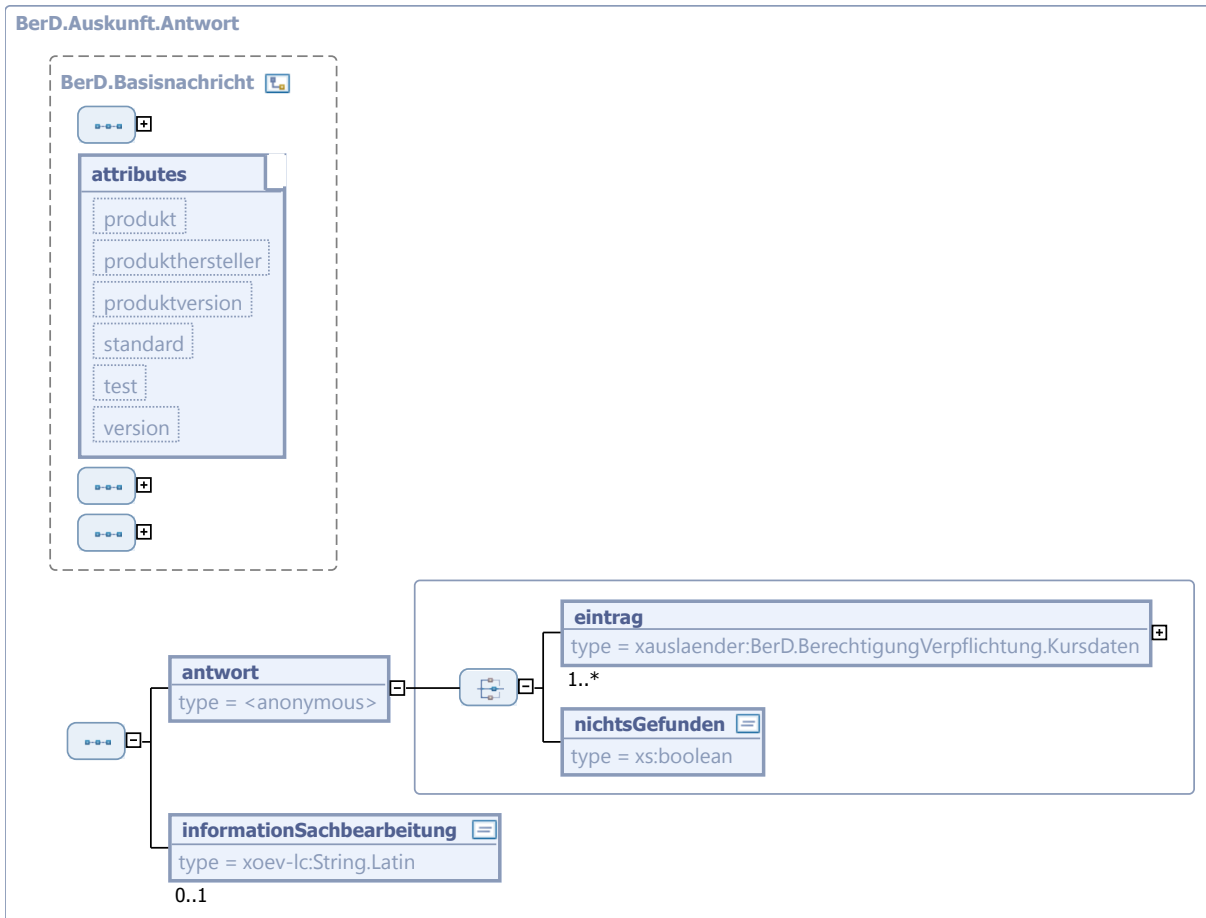 BerD.Auskunft.Antwort
BerD.Basisnachricht
attributes
produkt
produkthersteller
produktversion
standard
test
version
eintrag
type = xauslaender:BerD.BerechtigungVerpflichtung.Kursdaten
1..*
antwort
type = <anonymous>
nichtsGefunden
type = xs:boolean
informationSachbearbeitung
type = xoev-lc:String.Latin
0..1